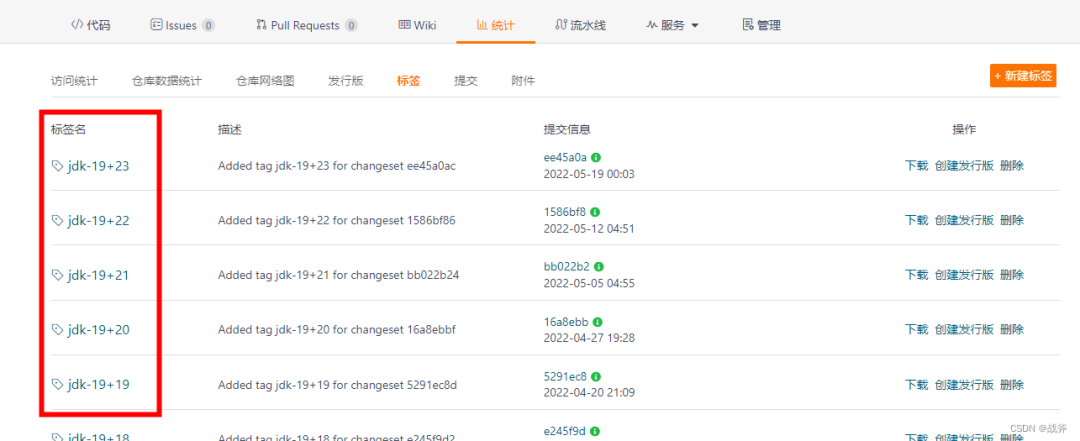 代码 Issues 0 Pull Requests 0 Wiki 统计 流水线 服务 管理
访问统计 仓库数据统计 仓库网络图 发行版 标签 提交 附件 + 新建标签
标签名 描述 提交信息 操作
jdk-19+23 Added tag jdk-19+23 for changeset ee45a0ac ee45a0a 下载 创建发行版 删除
2022-05-19 00:03
jdk-19+22 Added tag jdk-19+22 for changeset 1586bf86 1586bf8 下载 创建发行版 删除
2022-05-12 04:51
jdk-19+21 Added tag jdk-19+21 for changeset bb022b24 bb022b2 下载 创建发行版 删除
2022-05-05 04:55
jdk-19+20 Added tag jdk-19+20 for changeset 16a8ebbf 16a8ebb 下载 创建发行版 删除
2022-04-27 19:28
jdk-19+19 Added tag jdk-19+19 for changeset 5291ec8d 5291ec8 下载 创建发行版 删除
2022-04-20 21:09
jdk-19+18 Added tag jdk-19+18 for changeset e245f9d2 e245f9d 下载 创建发行版 删除
CSDN @战斧